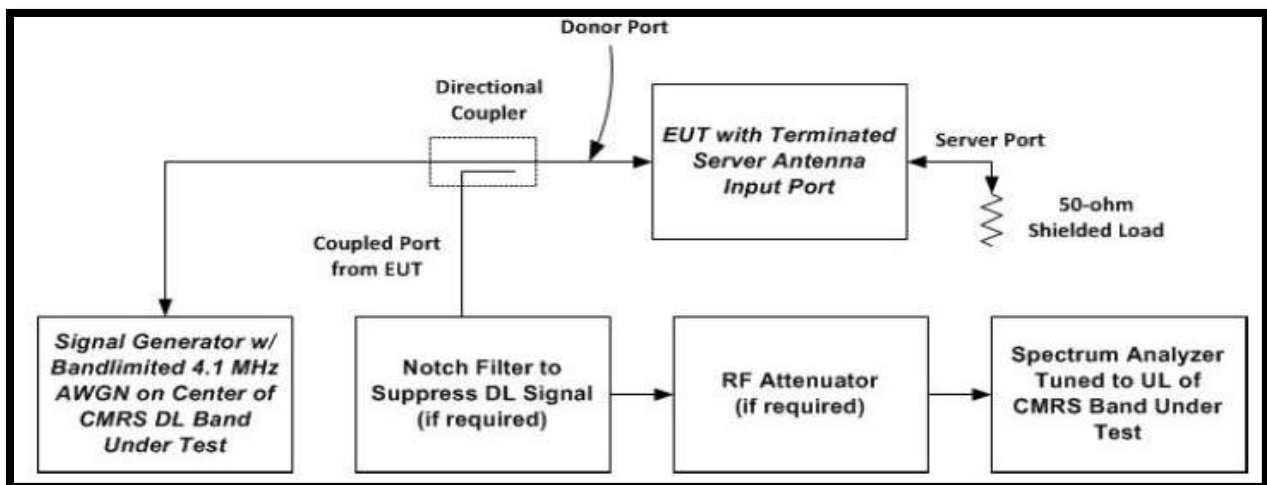 Donor Port
Directional
Coupler
EUT with Terminated
Server Antenna
Input Port
Server Port
50-ohm
Shielded Load
Coupled Port
from EUT
Signal Generator w/
Bandlimited 4.1 MHz
AWGN on Center of
CMRS DL Band
Under Test
Notch Filter to
Suppress DL Signal
(if required)
RF Attenuator
(if required)
Spectrum Analyzer
Tuned to UL of
CMRS Band Under
Test